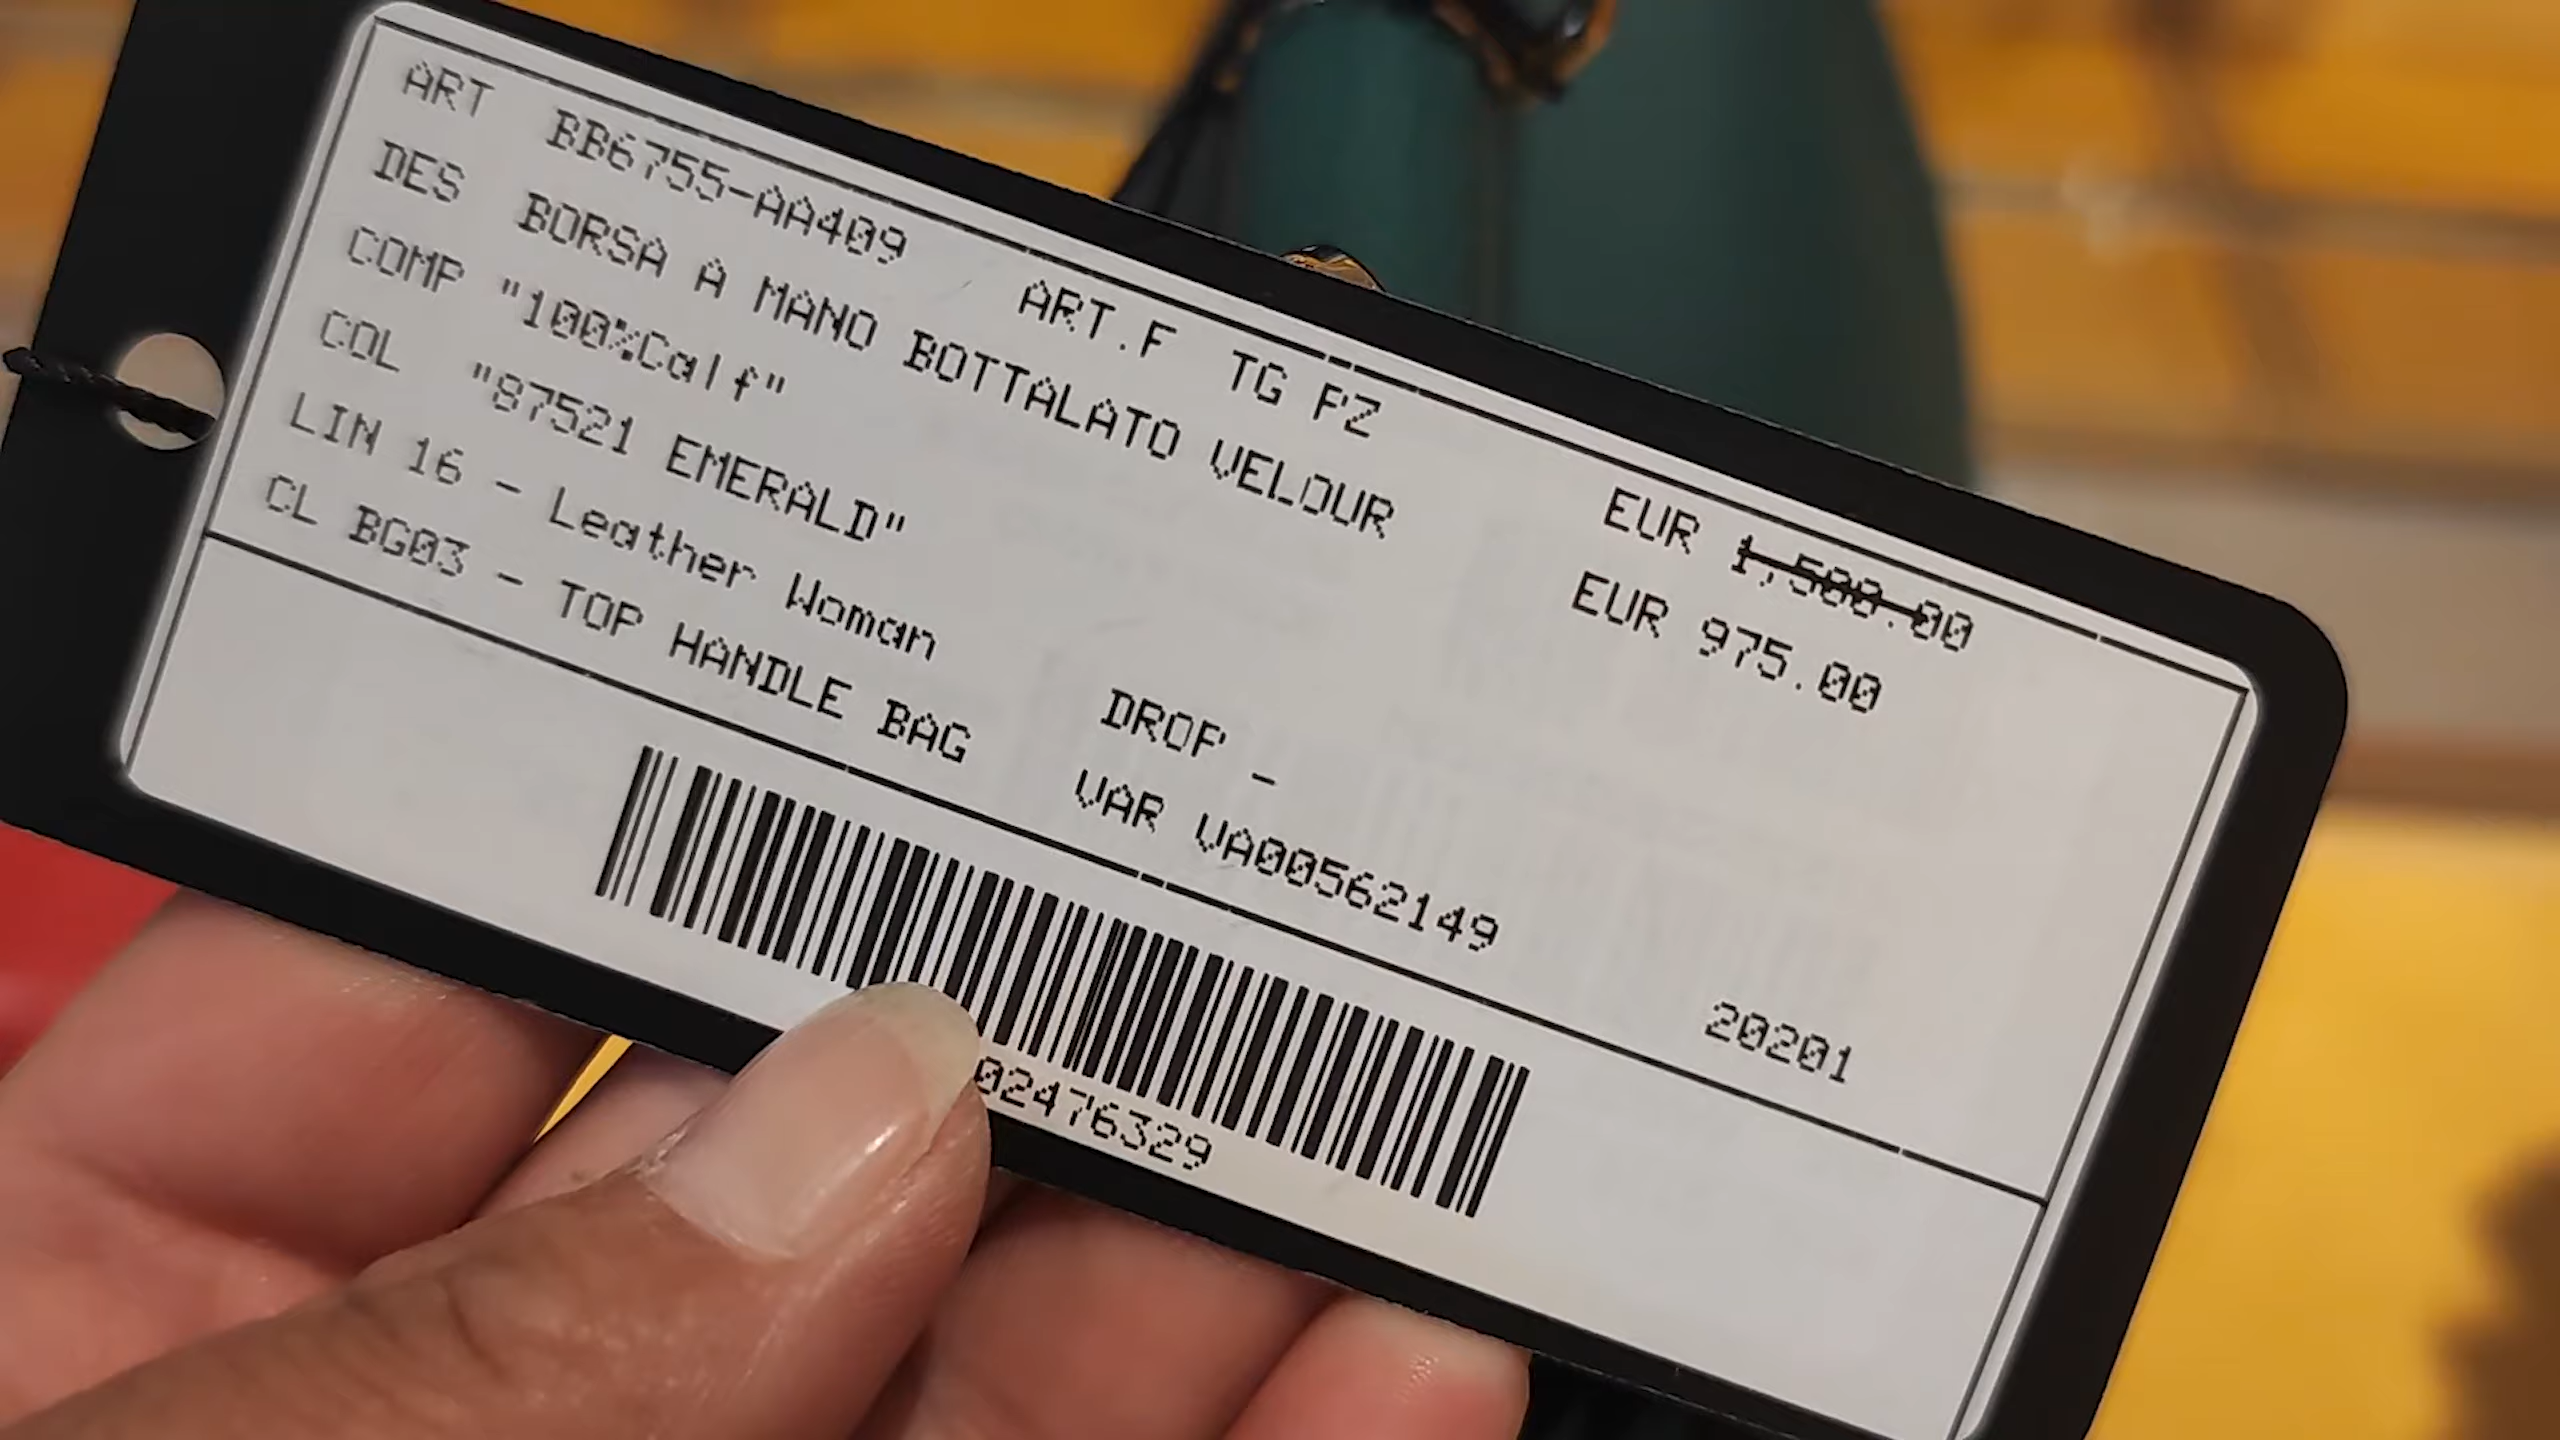 ART BB6755-AA409 ART.F TG PZ EUR 1,500.00
DES BORSA A MANO BOTTALATO VELOUR EUR 975.00
COMP "100%Calf"
COL "87521 EMERALD"
LIN 16 - Leather Woman DROP _
CL BG03 - TOP HANDLE BAG VAR VA00562149 20201
02476329